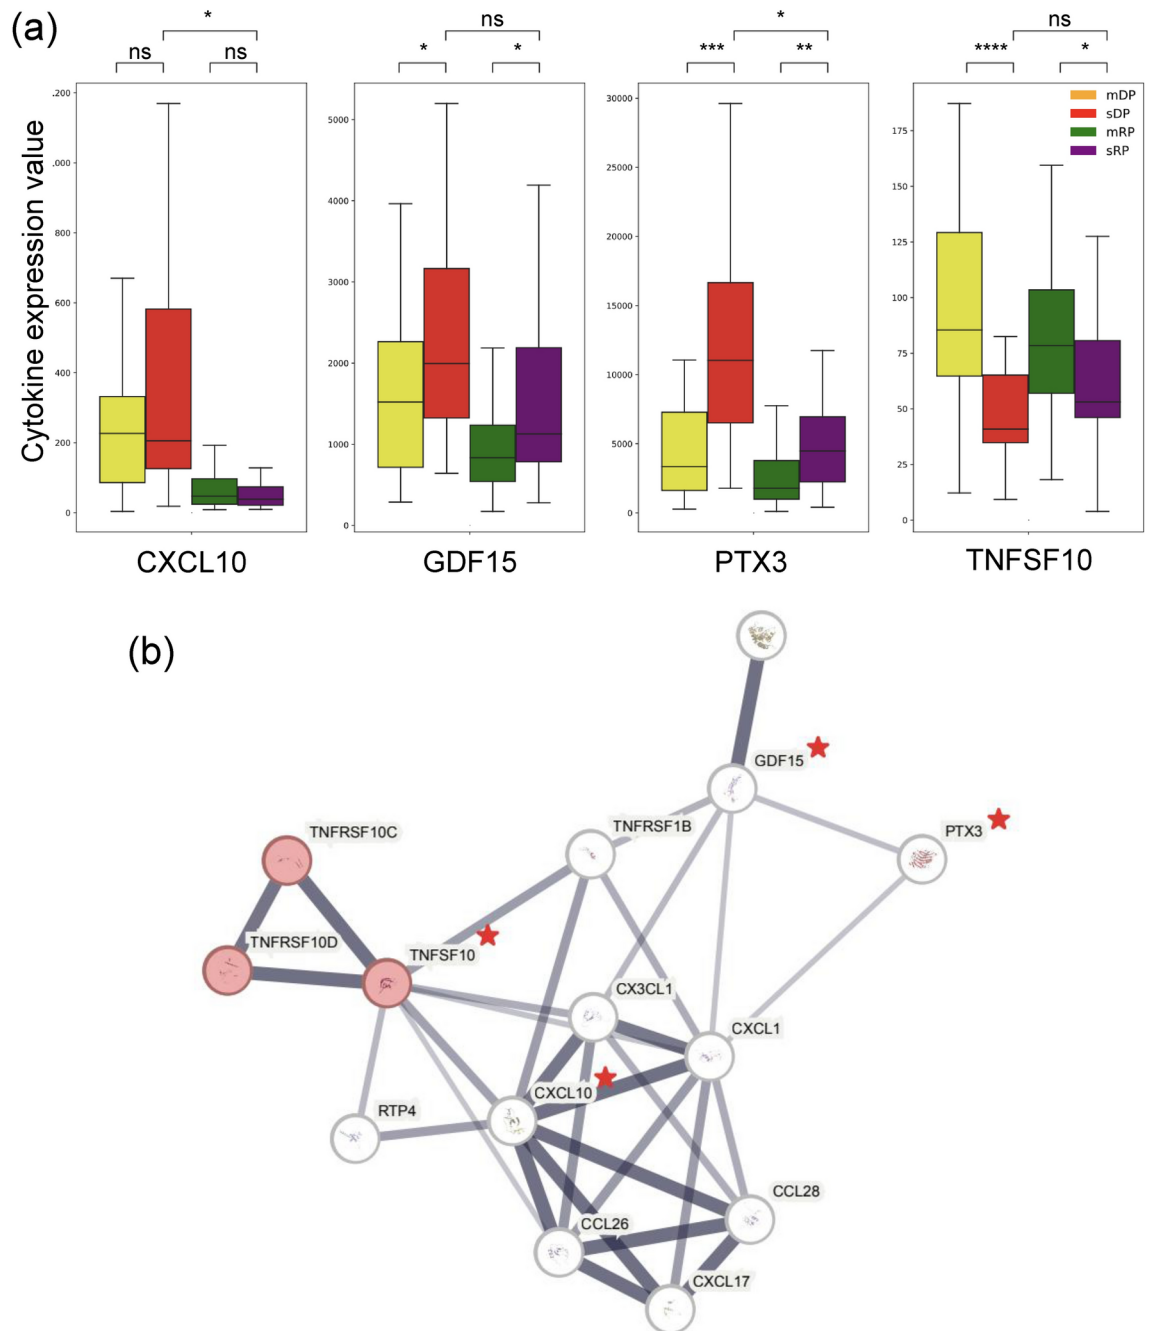 (a)
* ns * ns
ns ns * * *** ** **** *
Cytokine expression value
.200
.000
800
600
400
200
0
5000
4000
3000
2000
1000
0
30000
25000
20000
15000
10000
5000
0
175
150
125
100
75
50
25
0
mDP
sDP
mRP
sRP
CXCL10 GDF15 PTX3 TNFSF10
(b)
GDF15
PTX3
TNFRSF1B
TNFRSF10C
TNFRSF10D
TNFSF10
CX3CL1
CXCL1
CXCL10
RTP4
CCL28
CCL26
CXCL17